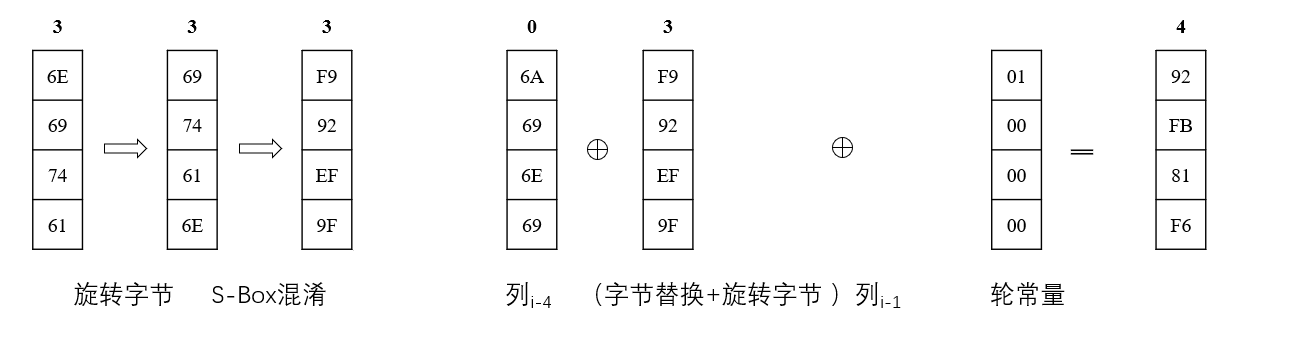 3 3 3 0 3 4
6E 69 F9 6A F9 01 92
69 74 92 69 92 00 FB
74 61 EF 6E EF 00 81
61 6E 9F 69 9F 00 F6
⇨ ⇨ ⊕ ⊕ =
旋转字节 S-Box混淆 列i-4 （字节替换+旋转字节 ）列i-1 轮常量